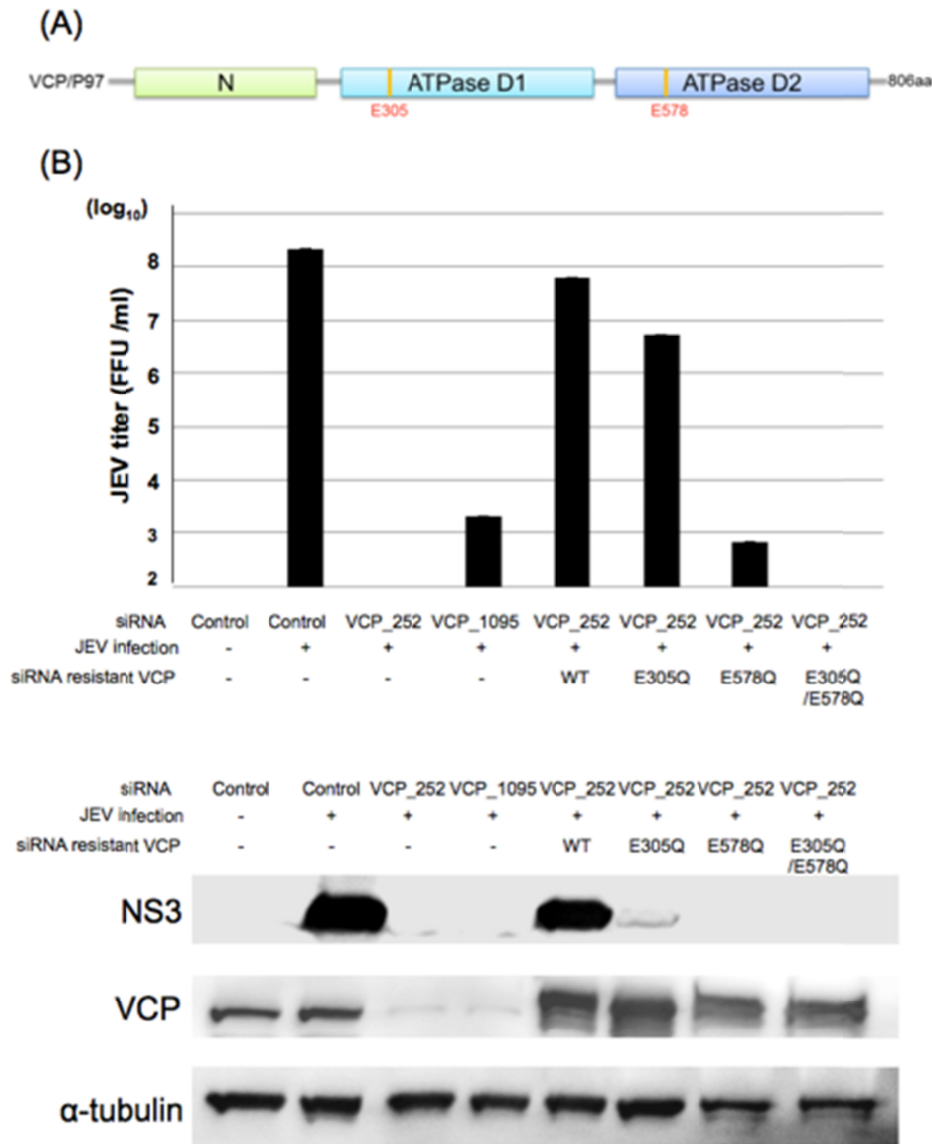 (A)
VCP/P97 N ATPase D1 ATPase D2 806aa
E305 E578
(B)
(log10)
JEV titer (FFU /ml)
8
7
6
5
4
3
2
siRNA Control Control VCP_252 VCP_1095 VCP_252 VCP_252 VCP_252 VCP_252
JEV infection - + + + + + + +
siRNA resistant VCP - - - - WT E305Q E578Q E305Q
/E578Q
siRNA Control Control VCP_252 VCP_1095 VCP_252 VCP_252 VCP_252 VCP_252
JEV infection - + + + + + + +
siRNA resistant VCP - - - - WT E305Q E578Q E305Q
/E578Q
NS3
VCP
α-tubulin